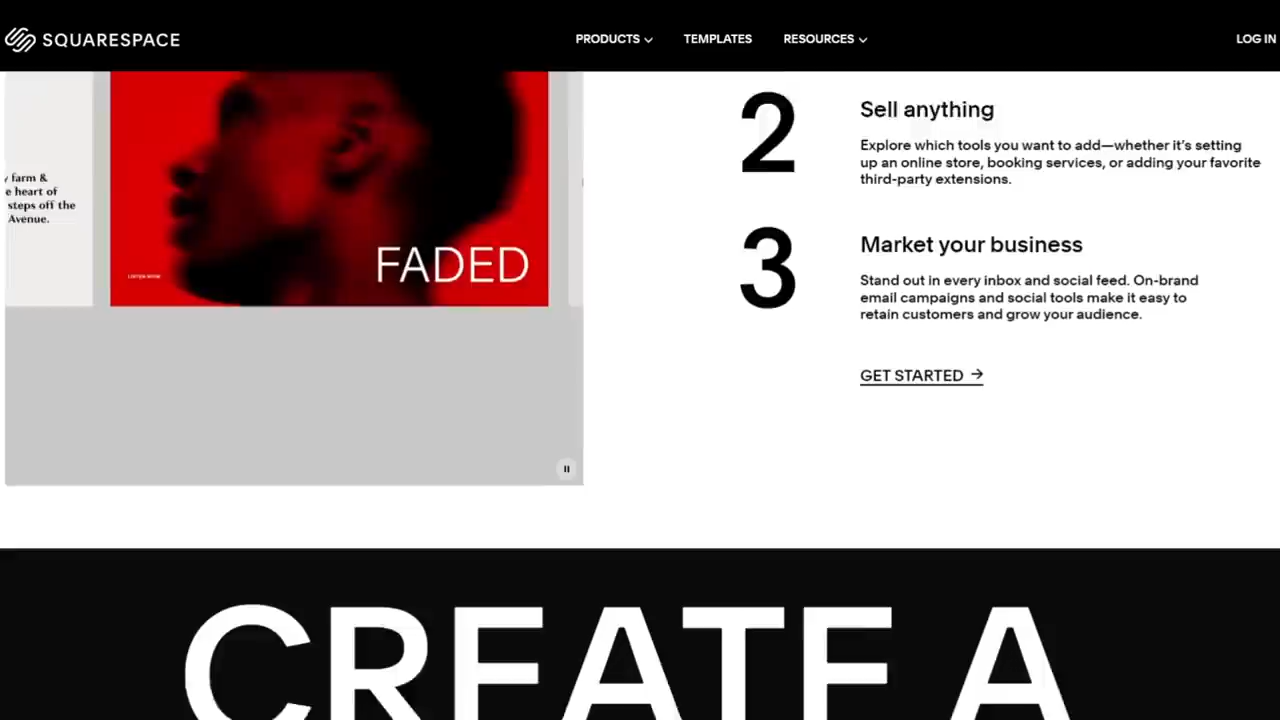 SQUARESPACE
PRODUCTS
TEMPLATES
RESOURCES
LOG IN
farm &
e heart of
steps off the
Avenue.
LISTEN NOW
FADED
2
Sell anything
Explore which tools you want to add—whether it's setting
up an online store, booking services, or adding your favorite
third-party extensions.
3
Market your business
Stand out in every inbox and social feed. On-brand
email campaigns and social tools make it easy to
retain customers and grow your audience.
GET STARTED →
CREATE A